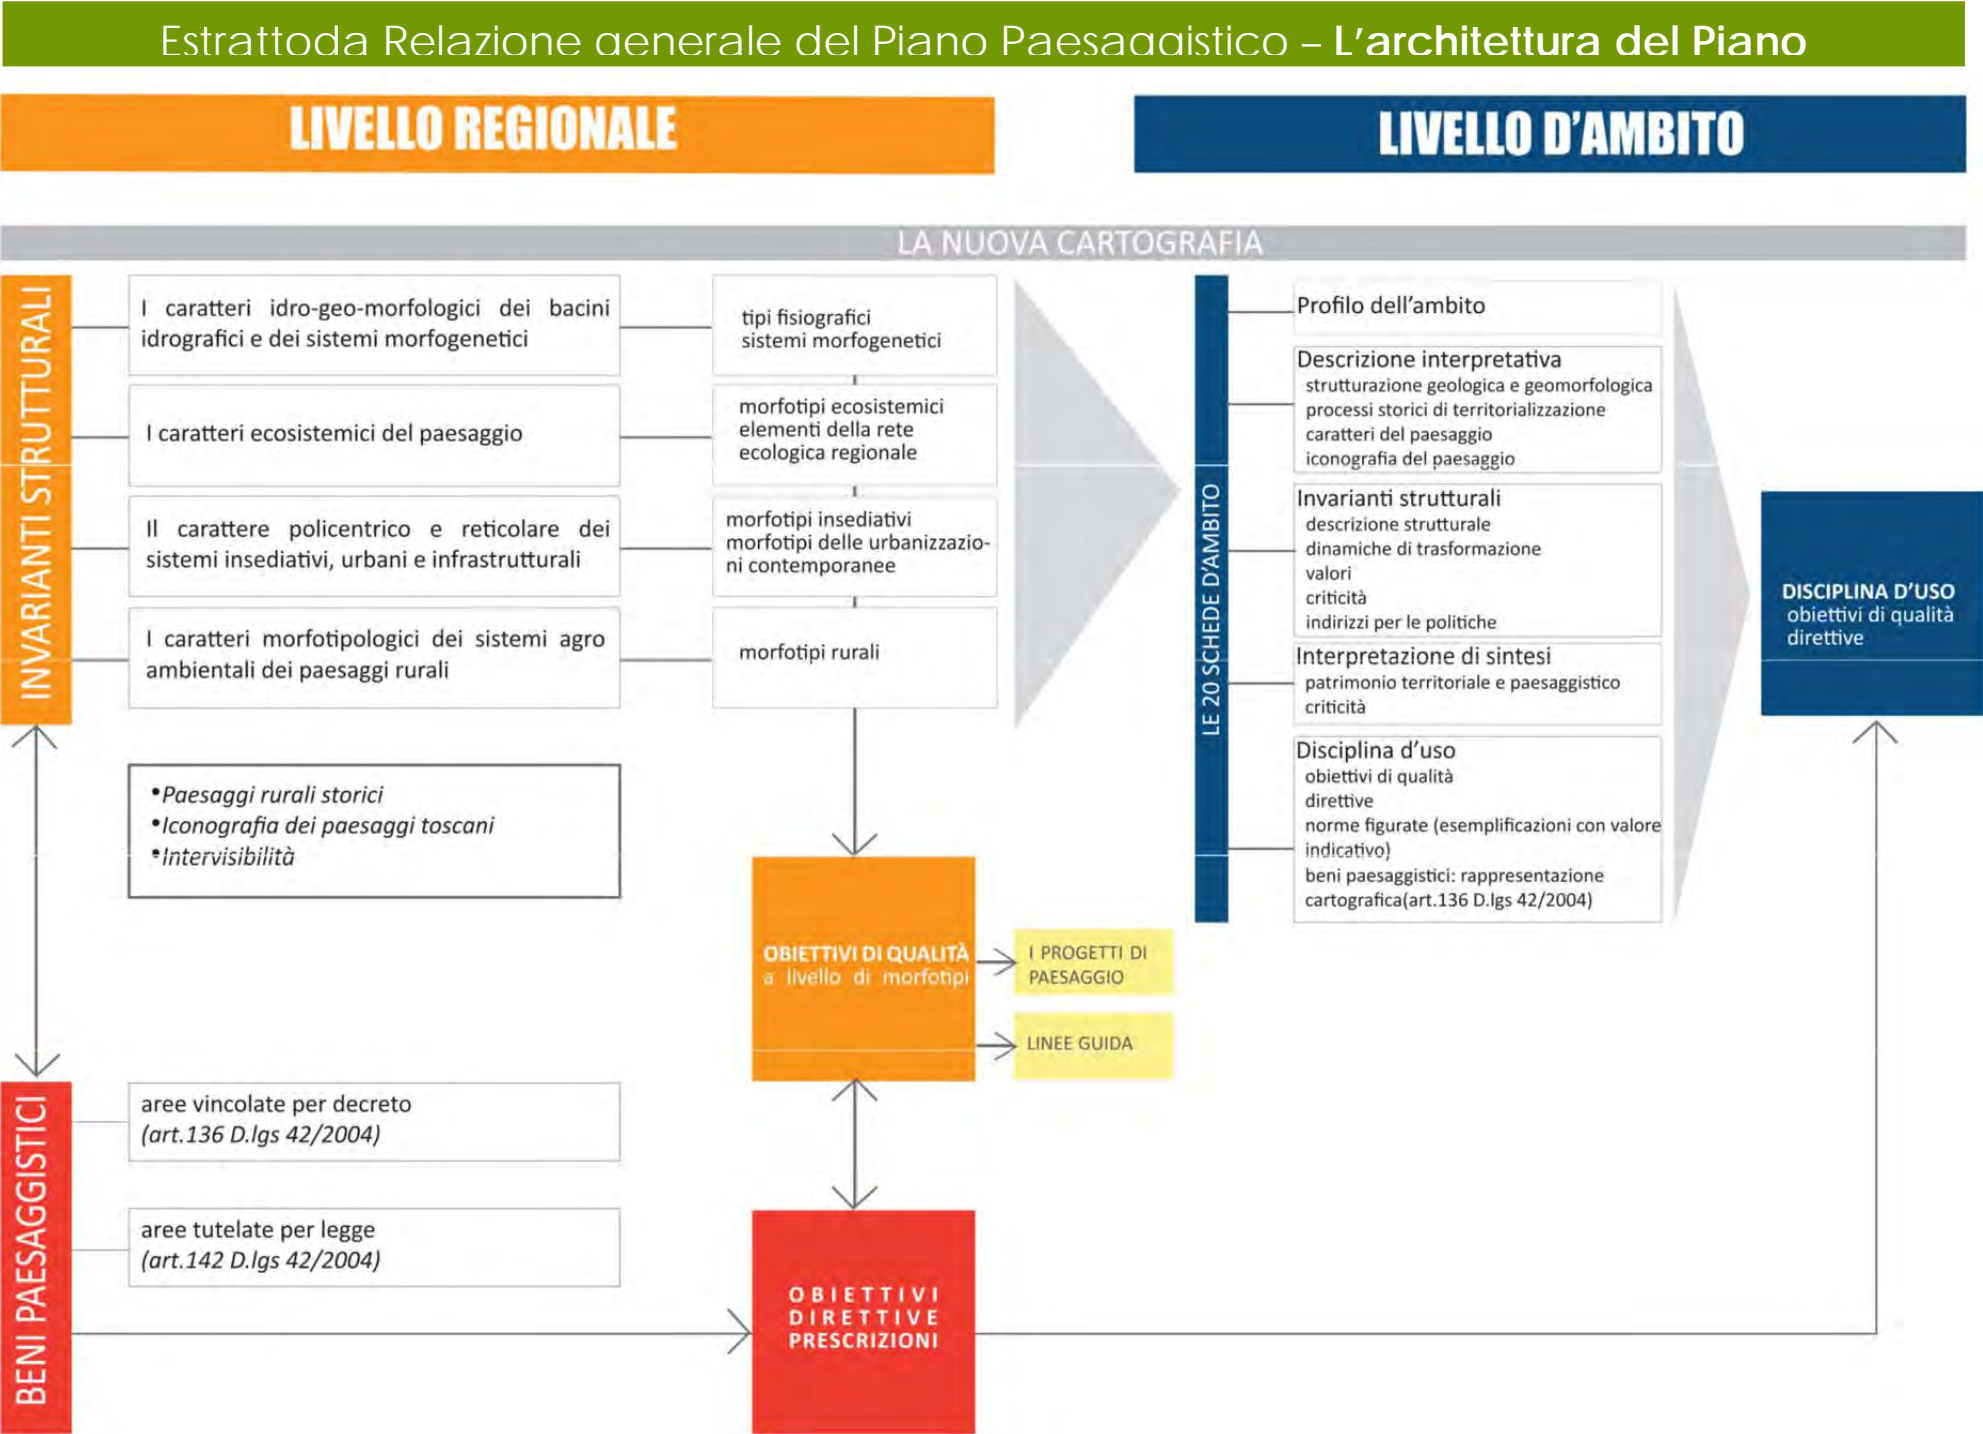 Estrattoda Relazione generale del Piano Paesaggistico – L'architettura del Piano
LIVELLO REGIONALE
LIVELLO D'AMBITO
LA NUOVA CARTOGRAFIA
INVARIANTI STRUTTURALI
I caratteri idro-geo-morfologici dei bacini
idrografici e dei sistemi morfogenetici
tipi fisiografici
sistemi morfogenetici
I caratteri ecosistemici del paesaggio
morfotipi ecosistemici
elementi della rete
ecologica regionale
Il carattere policentrico e reticolare dei
sistemi insediativi, urbani e infrastrutturali
morfotipi insediativi
morfotipi delle urbanizzazio-
ni contemporanee
I caratteri morfotipologici dei sistemi agro
ambientali dei paesaggi rurali
morfotipi rurali
•Paesaggi rurali storici
•Iconografia dei paesaggi toscani
•Intervisibilità
OBIETTIVI DI QUALITÀ
a livello di morfotipi
I PROGETTI DI
PAESAGGIO
LINEE GUIDA
BENI PAESAGGISTICI
aree vincolate per decreto
(art.136 D.lgs 42/2004)
aree tutelate per legge
(art.142 D.lgs 42/2004)
OBIETTIVI
DIRETTIVE
PRESCRIZIONI
LE 20 SCHEDE D'AMBITO
Profilo dell'ambito
Descrizione interpretativa
strutturazione geologica e geomorfologica
processi storici di territorializzazione
caratteri del paesaggio
iconografia del paesaggio
Invarianti strutturali
descrizione strutturale
dinamiche di trasformazione
valori
criticità
indirizzi per le politiche
Interpretazione di sintesi
patrimonio territoriale e paesaggistico
criticità
Disciplina d'uso
obiettivi di qualità
direttive
norme figurate (esemplificazioni con valore
indicativo)
beni paesaggistici: rappresentazione
cartografica(art.136 D.lgs 42/2004)
DISCIPLINA D'USO
obiettivi di qualità
direttive